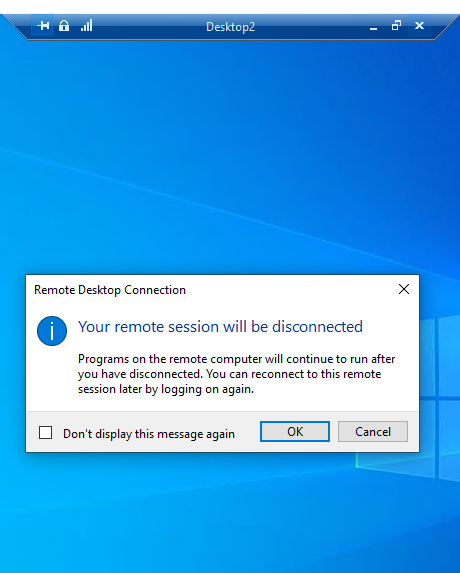 Desktop2
Remote Desktop Connection
Your remote session will be disconnected
Programs on the remote computer will continue to run after
you have disconnected. You can reconnect to this remote
session later by logging on again.
Don't display this message again
OK
Cancel